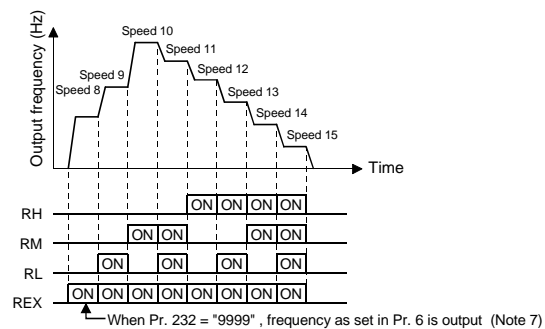 Output frequency (Hz)
Speed 10
Speed 11
Speed 9
Speed 12
Speed 8
Speed 13
Speed 14
Speed 15
Time
RH ON ON ON ON
RM ON ON ON ON
RL ON ON ON ON
REX ON ON ON ON ON ON ON ON
When Pr. 232 = "9999" , frequency as set in Pr. 6 is output (Note 7)